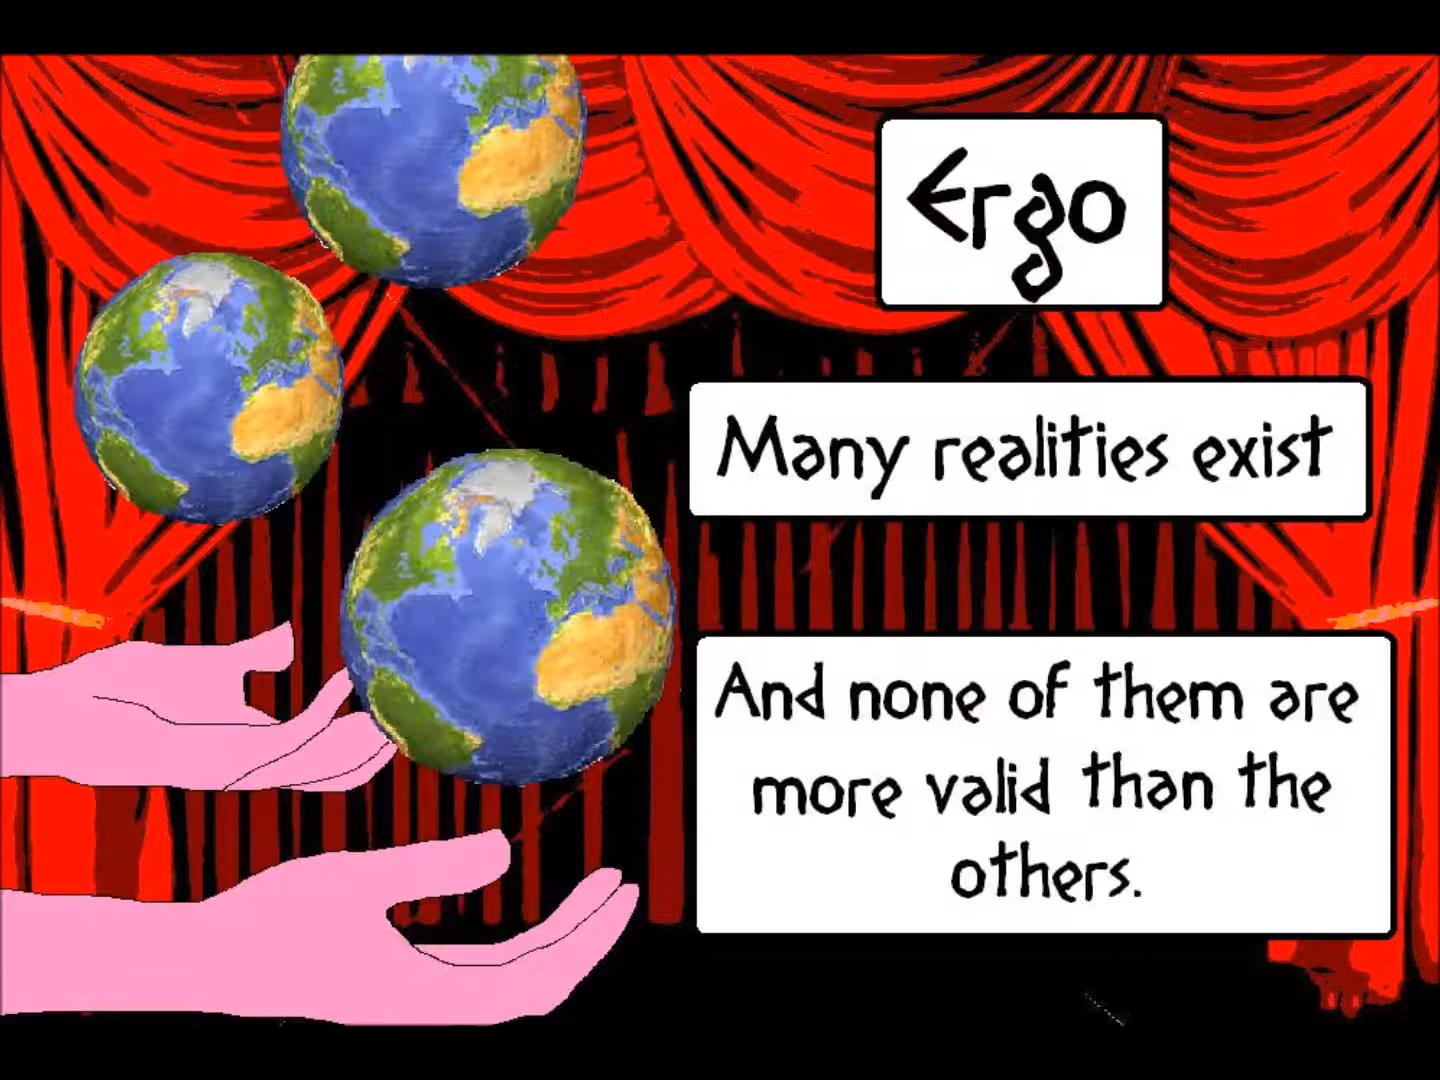 Ergo
Many realities exist
And none of them are
more valid than the
others.